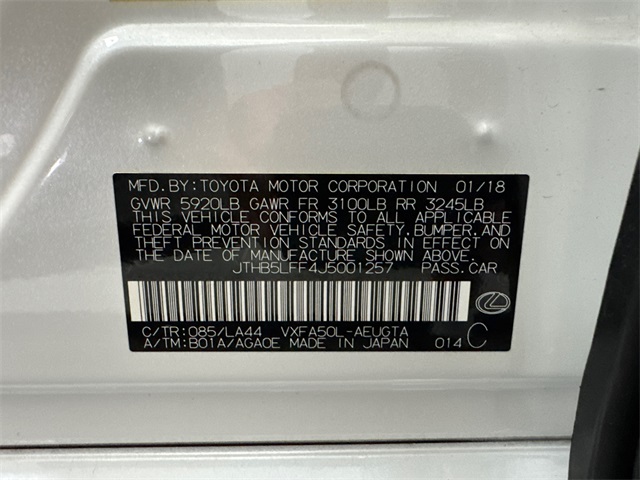 MFD.BY:TOYOTA MOTOR CORPORATION 01/18
GVWR 5920LB GAWR FR 3100LB RR 3245LB
THIS VEHICLE CONFORMS TO ALL APPLICABLE
FEDERAL MOTOR VEHICLE SAFETY,BUMPER,AND
THEFT PREVENTION STANDARDS IN EFFECT ON
THE DATE OF MANUFACTURE SHOWN ABOVE.
JTHB5LFF4J5001257 PASS.CAR
C/TR:085/LA44 VXFA50L-AEUGTA
A/TM:B01A/AGA0E MADE IN JAPAN 014 C